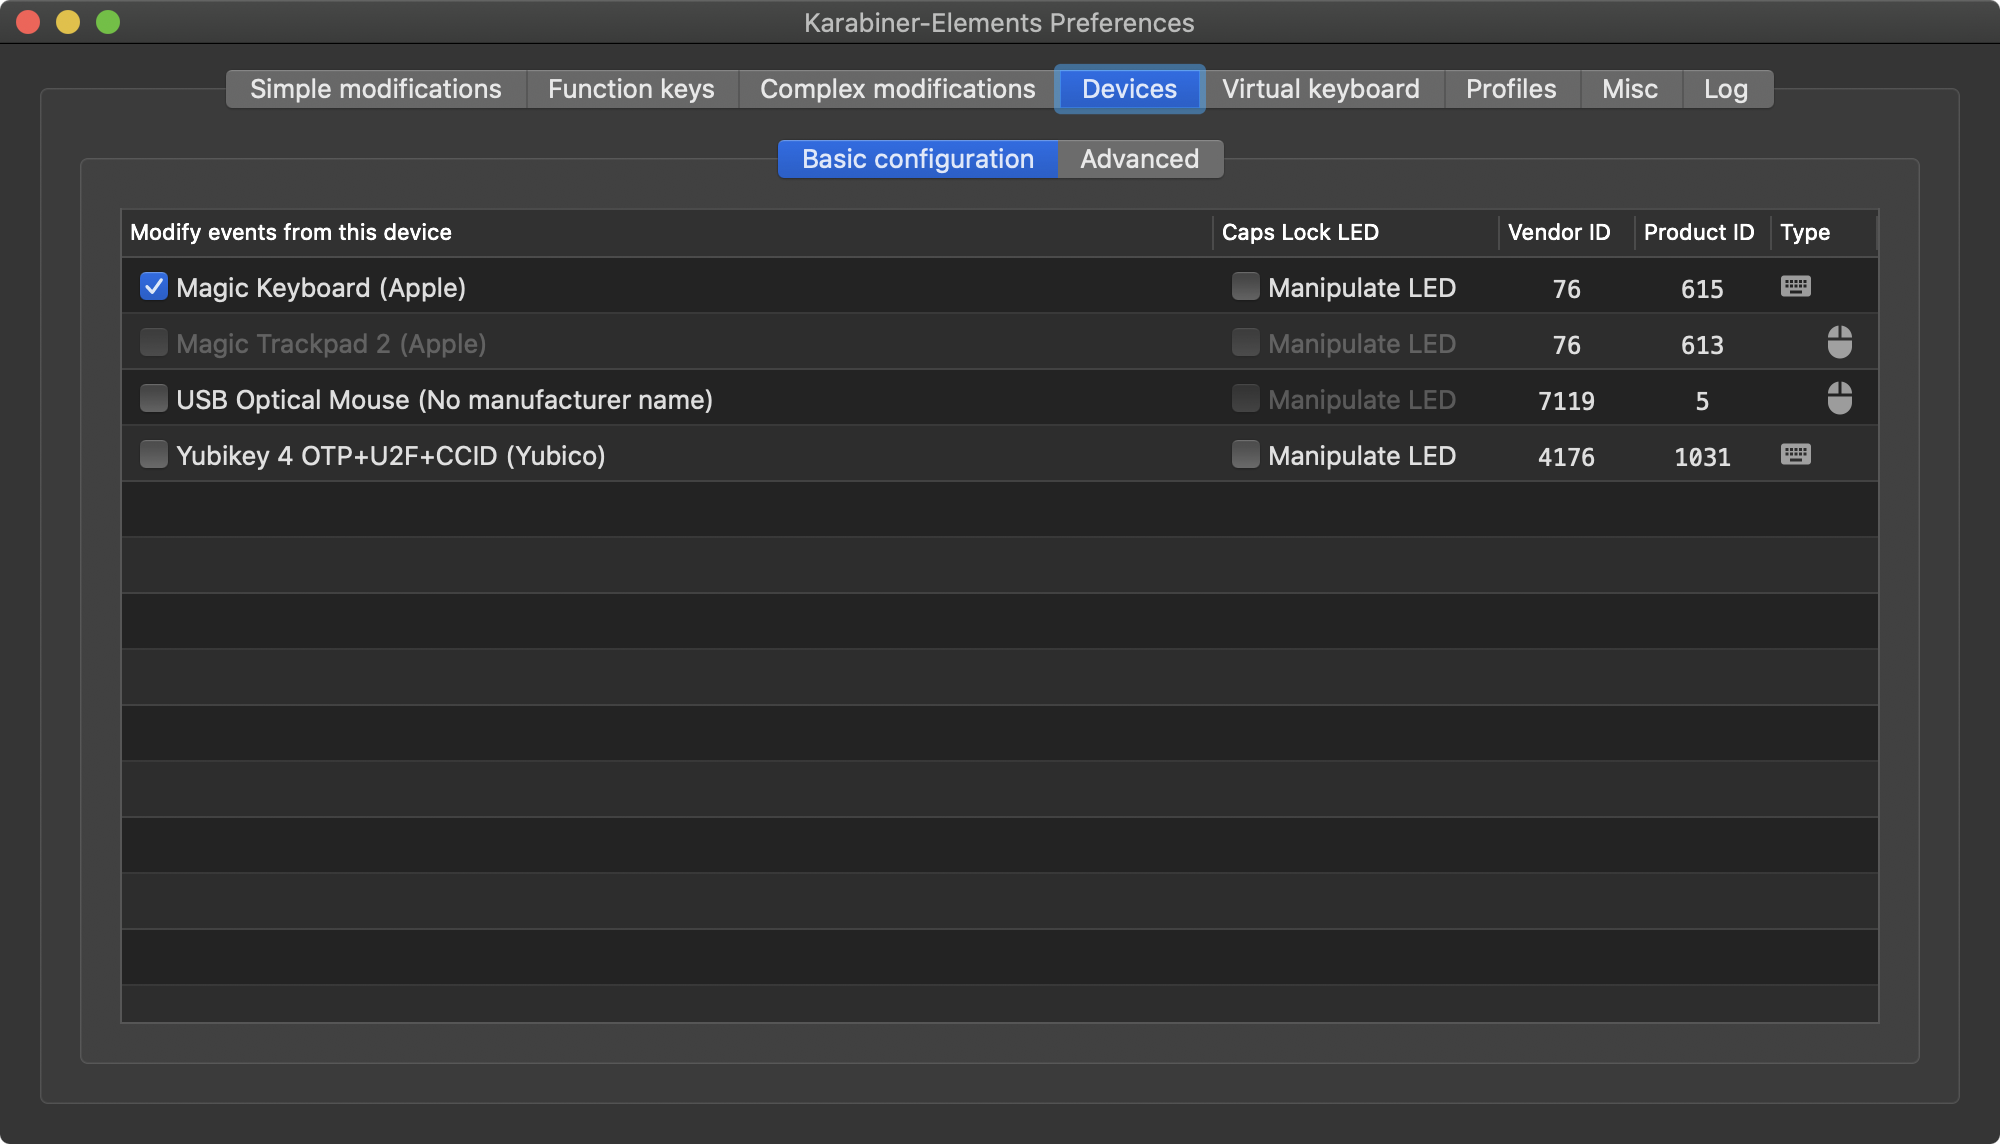 Karabiner-Elements Preferences
Simple modifications Function keys Complex modifications Devices Virtual keyboard Profiles Misc Log
Basic configuration Advanced
Modify events from this device Caps Lock LED Vendor ID Product ID Type
Magic Keyboard (Apple) Manipulate LED 76 615
Magic Trackpad 2 (Apple) Manipulate LED 76 613
USB Optical Mouse (No manufacturer name) Manipulate LED 7119 5
Yubikey 4 OTP+U2F+CCID (Yubico) Manipulate LED 4176 1031